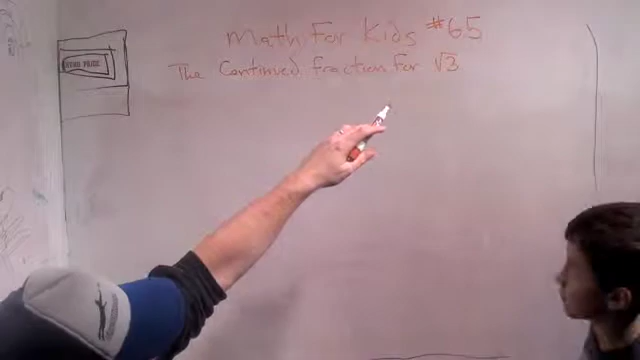 Math For Kids #65
The Continued Fraction For √3